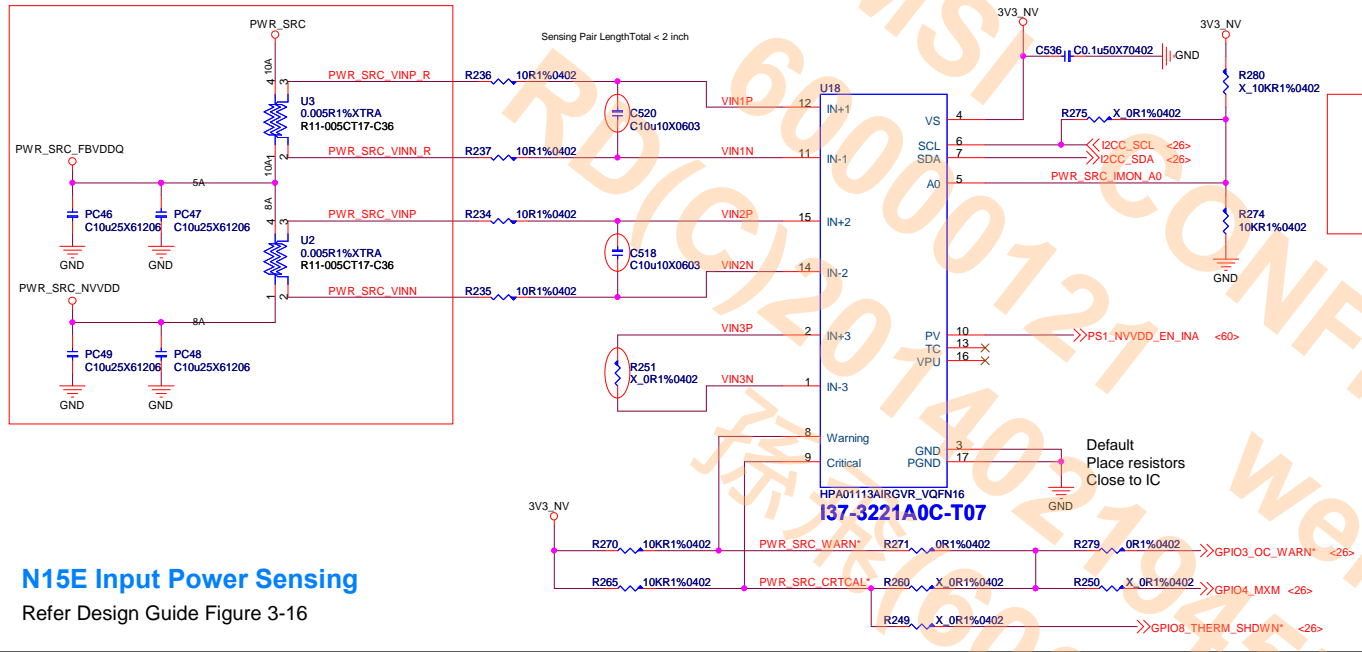 PWR_SRC
3V3_NV
3V3_NV
Sensing Pair LengthTotal < 2 inch
C536 C0.1u50X70402
GND
10A
4 3
PWR_SRC_VINP_R
R236 10R1%0402
R280
X_10KR1%0402
U3
0.005R1%XTRA
R11-005CT17-C36
VIN1P
C520
C10u10X0603
U18
12 IN+1
VS 4
R275 X_0R1%0402
PWR_SRC_FBVDDQ
1 2
10A
PWR_SRC_VINN_R
R237 10R1%0402
VIN1N
11 IN-1
SCL 6
I2CC_SCL <26>
SDA 7
I2CC_SDA <26>
A0 5
PWR_SRC_IMON_A0
5A
8A
PC46
C10u25X61206
PC47
C10u25X61206
4 3
PWR_SRC_VINP
R234 10R1%0402
VIN2P
15 IN+2
R274
10KR1%0402
U2
0.005R1%XTRA
R11-005CT17-C36
C518
C10u10X0603
GND
GND
VIN2N
14 IN-2
GND
PWR_SRC_NVVDD
1 2
PWR_SRC_VINN
R235 10R1%0402
8A
VIN3P
2 IN+3
PV 10
PS1_NVVDD_EN_INA <60>
TC 13
VPU 16
PC49
C10u25X61206
PC48
C10u25X61206
R251
X_0R1%0402
VIN3N
1 IN-3
GND
GND
8 Warning
9 Critical
GND 3
PGND 17
Default
Place resistors
Close to IC
GND
HPA01113AIRGVR_VQFN16
I37-3221A0C-T07
3V3_NV
R270 10KR1%0402
PWR_SRC_WARN*
R271 0R1%0402
R279 0R1%0402
GPIO3_OC_WARN* <26>
R265 10KR1%0402
PWR_SRC_CRTCAL*
R260 X_0R1%0402
R250 X_0R1%0402
GPIO4_MXM <26>
R249 X_0R1%0402
GPIO8_THERM_SHDWN* <26>
N15E Input Power Sensing
Refer Design Guide Figure 3-16
MSI CONF